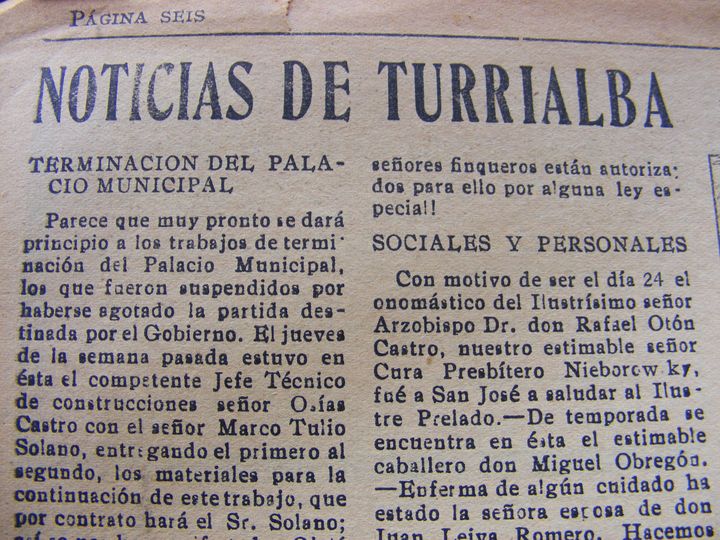 PÁGINA SEIS
NOTICIAS DE TURRIALBA
TERMINACION DEL PALA-
CIO MUNICIPAL
Parece que muy pronto se dará
principio a los trabajos de termi-
nación del Palacio Municipal,
los que fueron suspendidos por
haberse agotado la partida des-
tinada por el Gobierno. El jueves
de la semana pasada estuvo en
ésta el competente Jefe Técnico
de construcciones señor Osías
Castro con el señor Marco Tulio
Solano, entregando el primero al
segundo, los materiales para la
continuación de este trabajo, que
por contrato hará el Sr. Solano;
señores finqueros están autoriza-
dos para ello por alguna ley es-
pecial!!
SOCIALES Y PERSONALES
Con motivo de ser el día 24 el
onomástico del Ilustrísimo señor
Arzobispo Dr. don Rafael Otón
Castro, nuestro estimable señor
Cura Presbítero Nieborow ky,
fué a San José a saludar al Ilus-
tre Prelado.—De temporada se
encuentra en ésta el estimable
caballero don Miguel Obregón.
—Enferma de algún cuidado ha
estado la señora esposa de don
Juan Leiva Romero. Hacemos